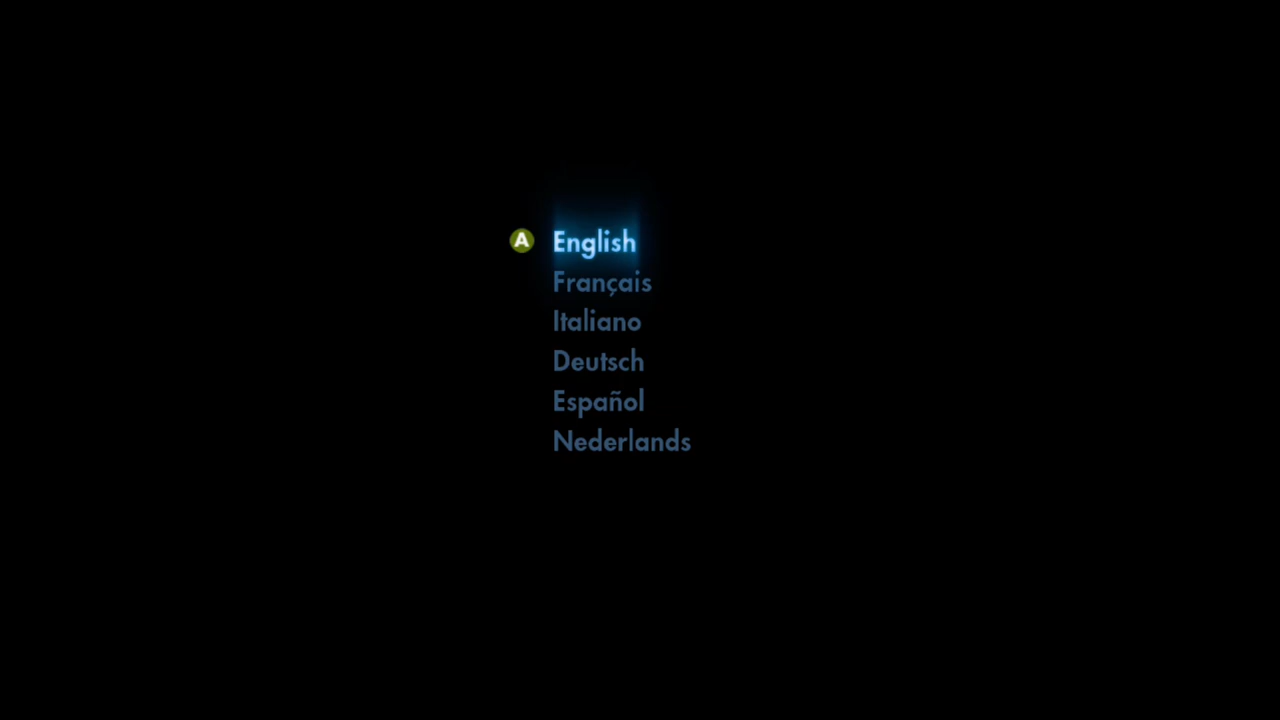 A English
Français
Italiano
Deutsch
Español
Nederlands